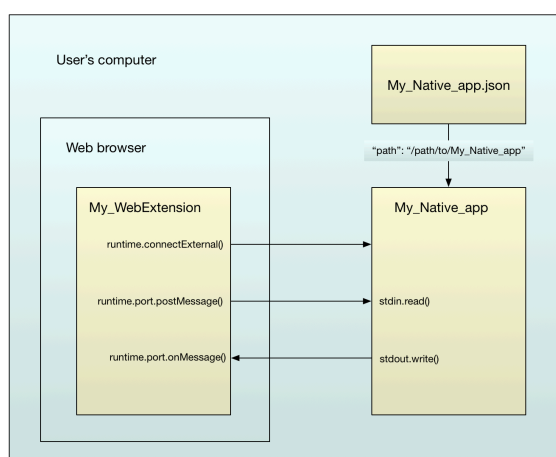 User's computer
My_Native_app.json
"path": "/path/to/My_Native_app"
Web browser
My_WebExtension
runtime.connectExternal()
runtime.port.postMessage()
runtime.port.onMessage()
My_Native_app
stdin.read()
stdout.write()